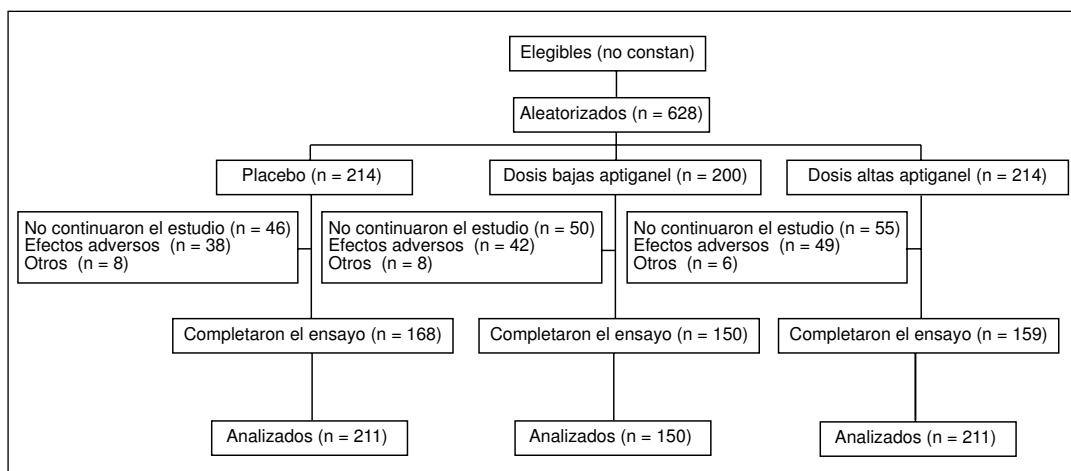 Elegibles (no constan)
Aleatorizados (n = 628)
Placebo (n = 214)
Dosis bajas aptiganel (n = 200)
Dosis altas aptiganel (n = 214)
No continuaron el estudio (n = 46)
Efectos adversos (n = 38)
Otros (n = 8)
No continuaron el estudio (n = 50)
Efectos adversos (n = 42)
Otros (n = 8)
No continuaron el estudio (n = 55)
Efectos adversos (n = 49)
Otros (n = 6)
Completaron el ensayo (n = 168)
Completaron el ensayo (n = 150)
Completaron el ensayo (n = 159)
Analizados (n = 211)
Analizados (n = 150)
Analizados (n = 211)